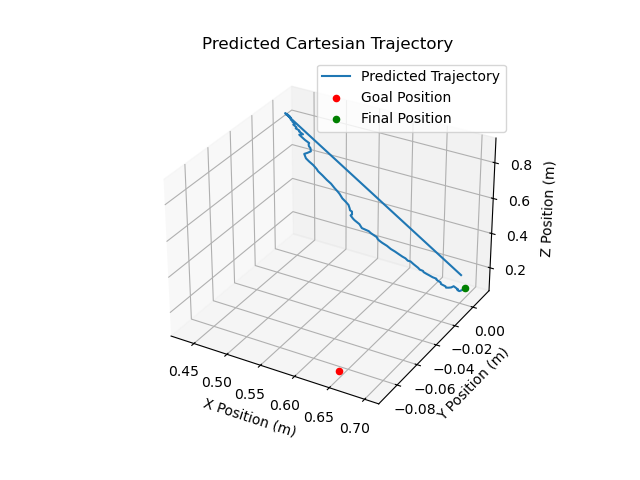 Predicted Cartesian Trajectory
Predicted Trajectory
Goal Position
Final Position
0.8
0.6
0.4
0.2
Z Position (m)
0.00
−0.02
−0.04
−0.06
−0.08
Y Position (m)
0.45
0.50
0.55
0.60
0.65
0.70
X Position (m)